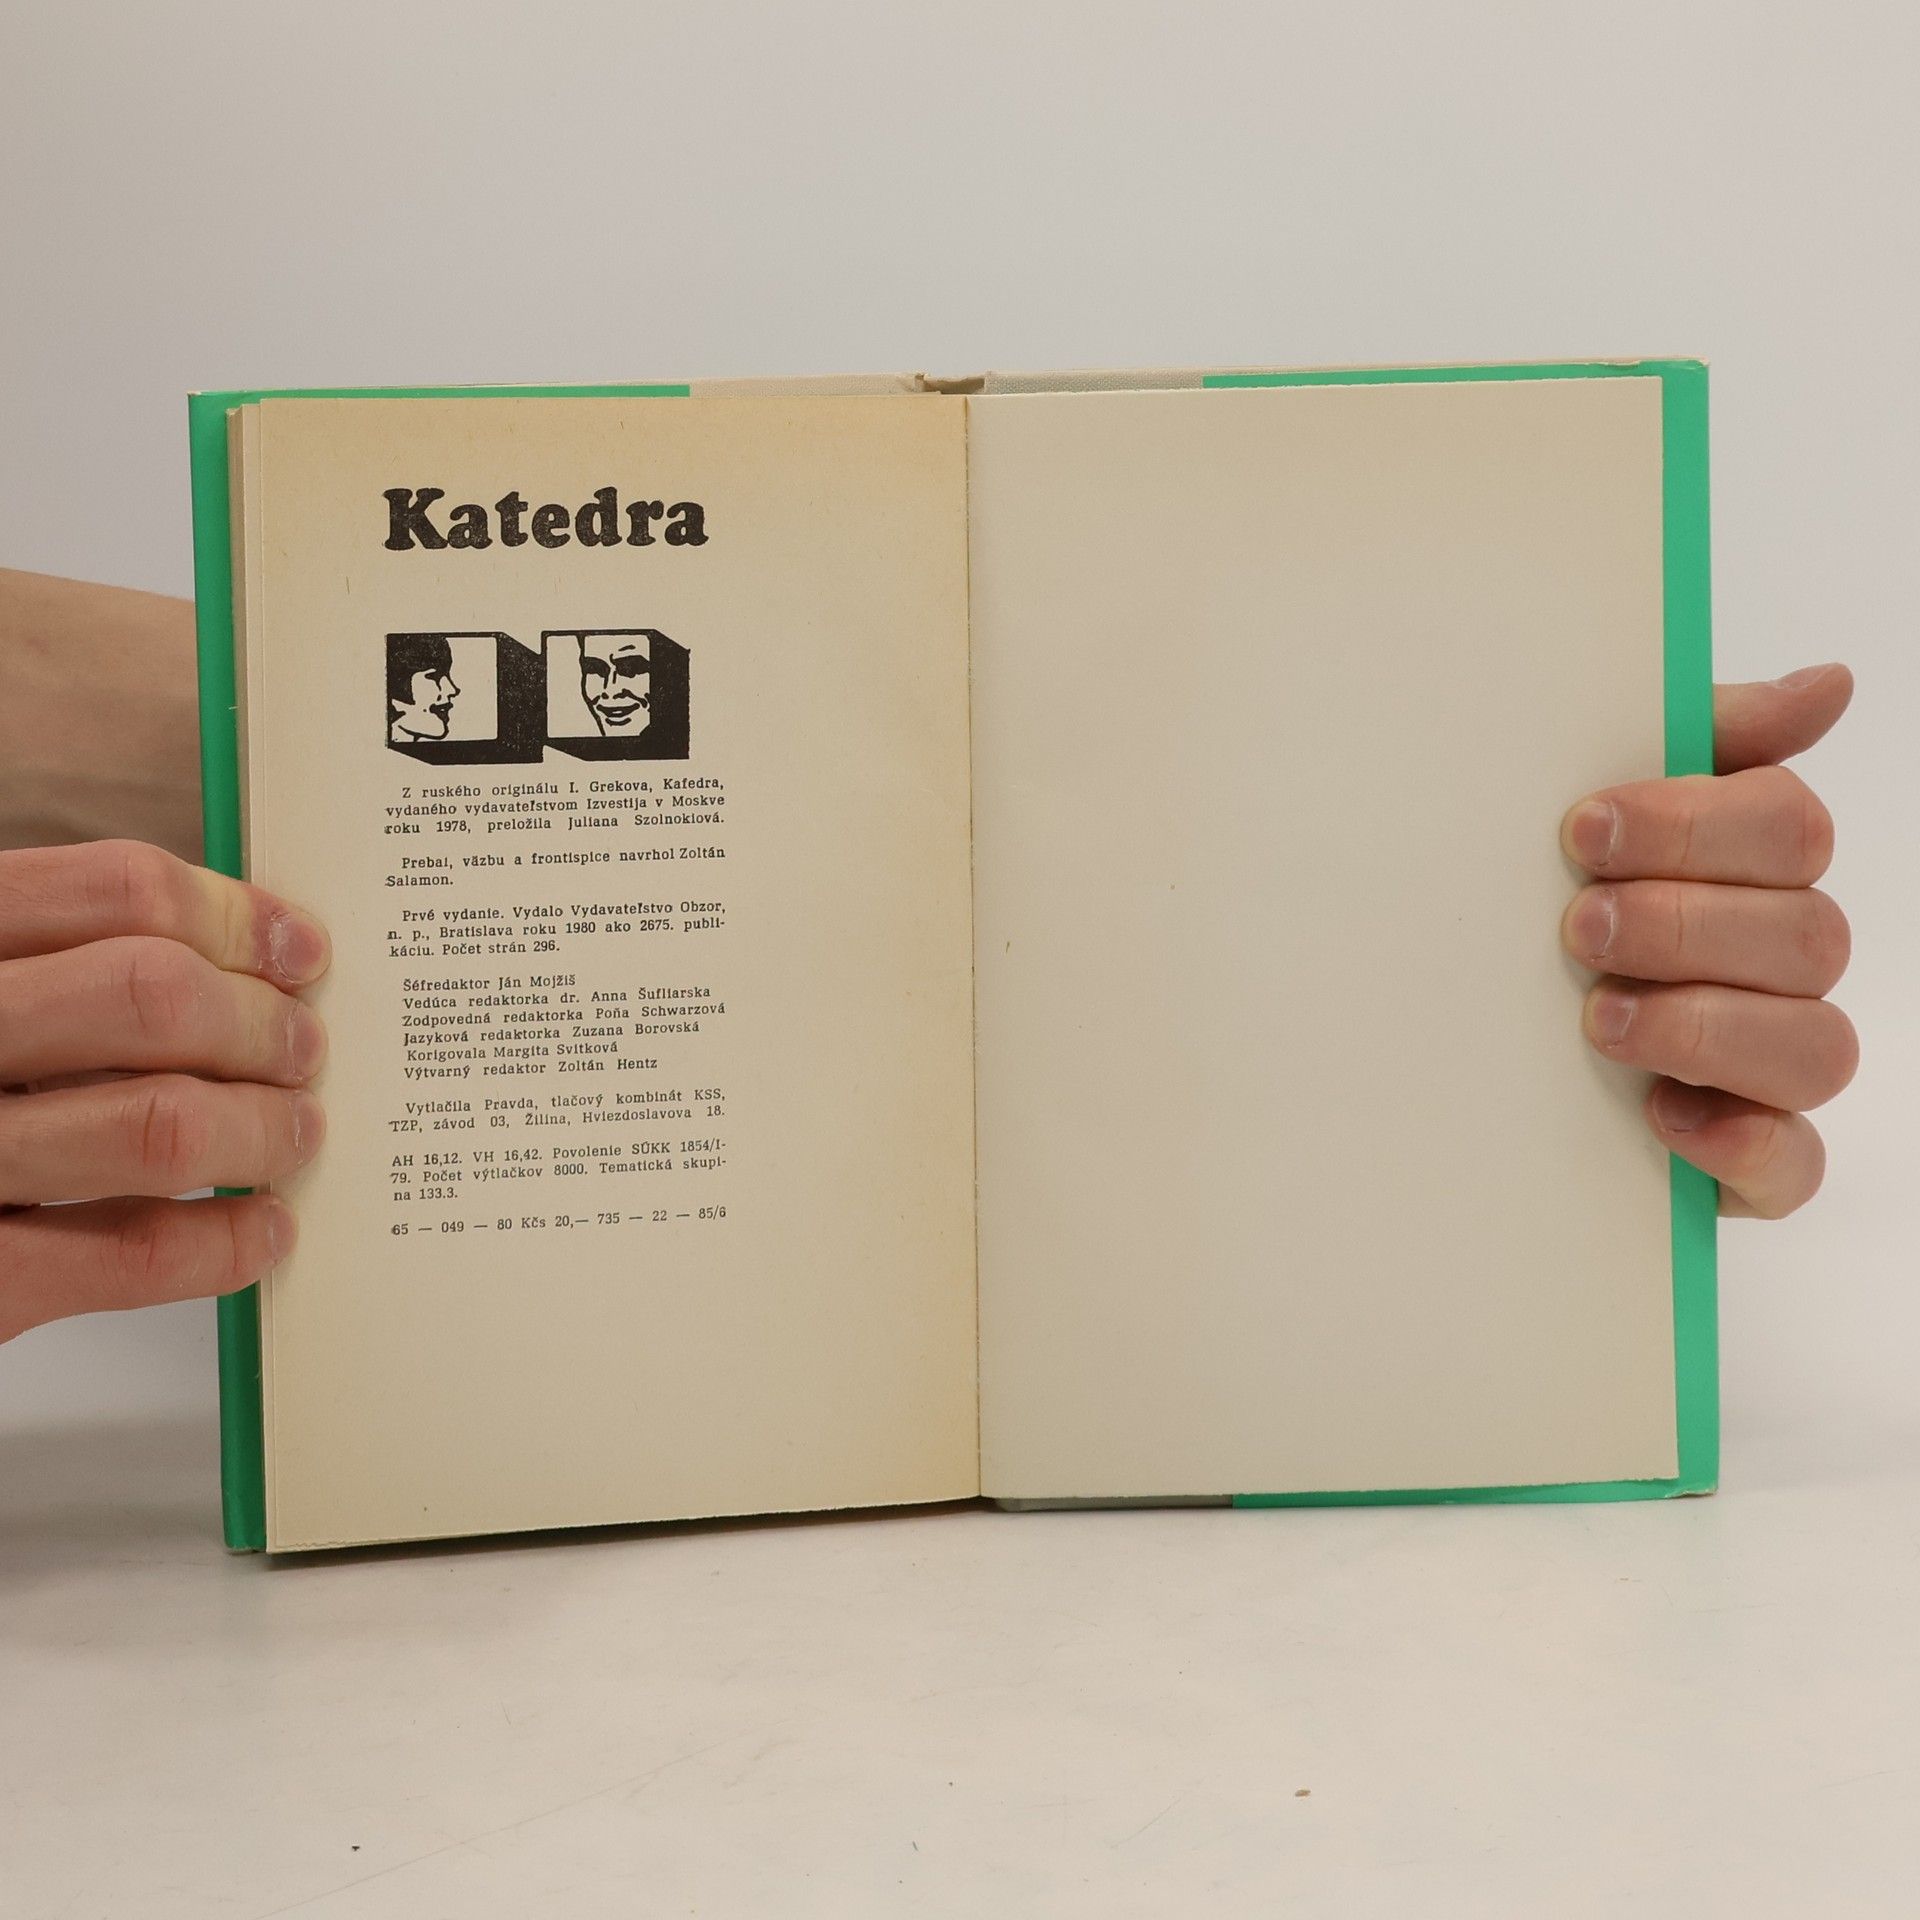 Katedra
Z ruského originálu I. Grekova, Kafedra,
vydaného vydavateľstvom Izvestija v Moskve
roku 1978, preložila Juliana Szolnokiová.
Prebal, väzbu a frontispice navrhol Zoltán
Salamon.
Prvé vydanie. Vydalo Vydavateľstvo Obzor,
n. p., Bratislava roku 1980 ako 2675. publi-
káciu. Počet strán 296.
Šéfredaktor Ján Mojžiš
Vedúca redaktorka dr. Anna Šufliarska
Zodpovedná redaktorka Poňa Schwarzová
Jazyková redaktorka Zuzana Borovská
Korigovala Margita Svitková
Výtvarný redaktor Zoltán Hentz
Vytlačila Pravda, tlačový kombinát KSS,
TZP, závod 03, Žilina, Hviezdoslavova 18.
AH 16,12. VH 16,42. Povolenie SÚKK 1854/I-
79. Počet výtlačkov 8000. Tematická skupi-
na 133.3.
65 — 049 — 80 Kčs 20,— 735 — 22 — 85/6